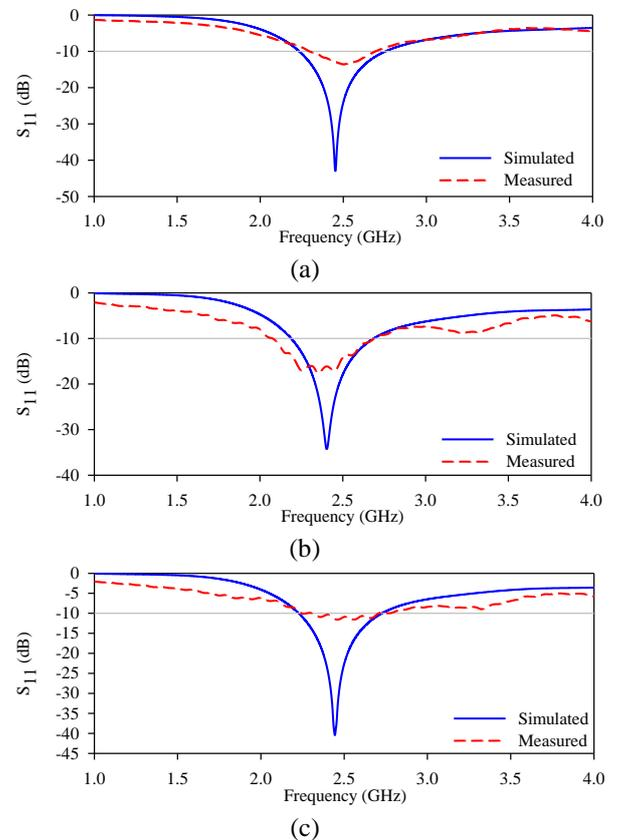 0
-10
-20
-30
-40
-50
S11 (dB)
Simulated
Measured
1.0 1.5 2.0 2.5 3.0 3.5 4.0
Frequency (GHz)
(a)
0
-10
-20
-30
-40
S11 (dB)
Simulated
Measured
1.0 1.5 2.0 2.5 3.0 3.5 4.0
Frequency (GHz)
(b)
0
-5
-10
-15
-20
-25
-30
-35
-40
-45
S11 (dB)
Simulated
Measured
1.0 1.5 2.0 2.5 3.0 3.5 4.0
Frequency (GHz)
(c)